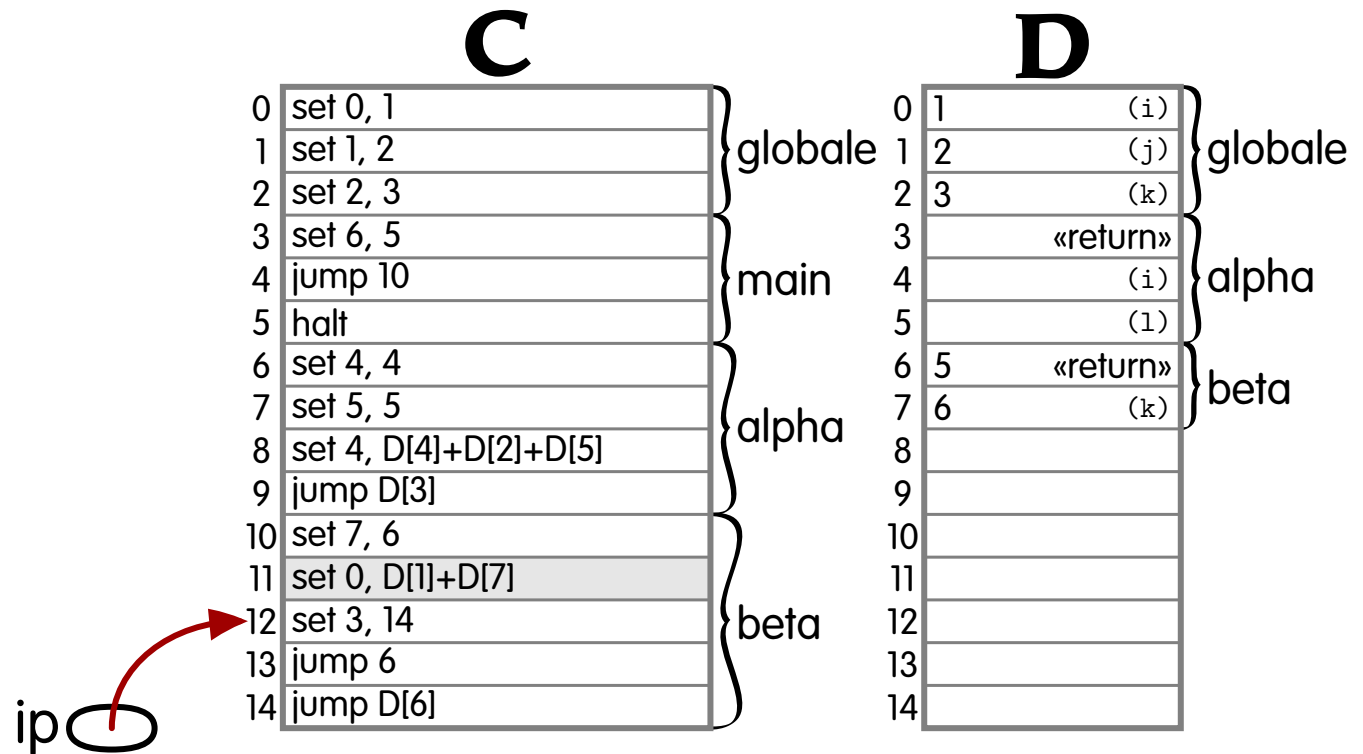 C D
0 set 0, 1 0 1 (i)
1 set 1, 2 globale 1 2 (j) globale
2 set 2, 3 2 3 (k)
3 set 6, 5 3 «return»
4 jump 10 main 4 (i) alpha
5 halt 5 (l)
6 set 4, 4 6 5 «return»
7 set 5, 5 alpha 7 6 (k) beta
8 set 4, D[4]+D[2]+D[5] 8
9 jump D[3] 9
10 set 7, 6 10
11 set 0, D[1]+D[7] 11
12 set 3, 14 beta 12
13 jump 6 13
14 jump D[6] 14
ip